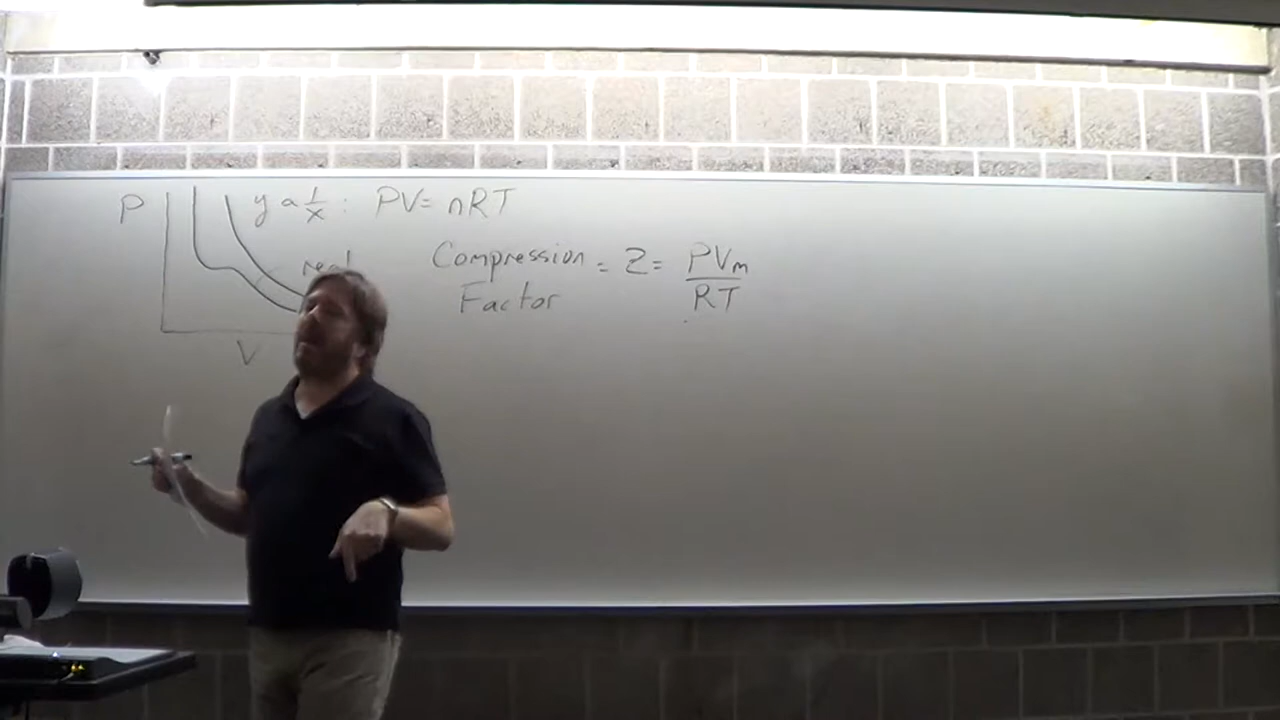 P
y α 1/x : PV = nRT
Compression Factor = Z = PVm/RT
V